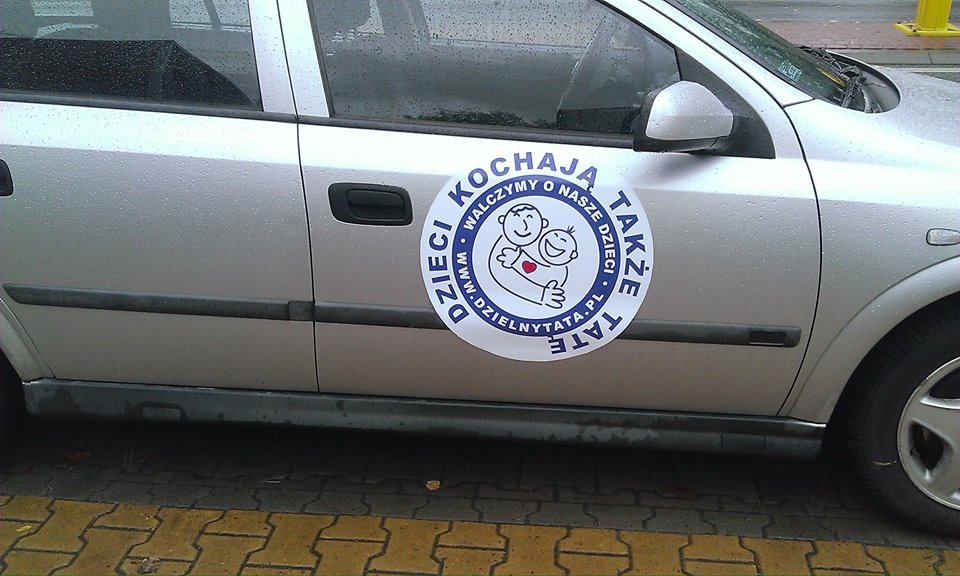 DZIECI KOCHAJĄ TAKŻE TATĘ
• WALCZYMY O NASZE DZIECI •
WWW.DZIELNYTATA.PL